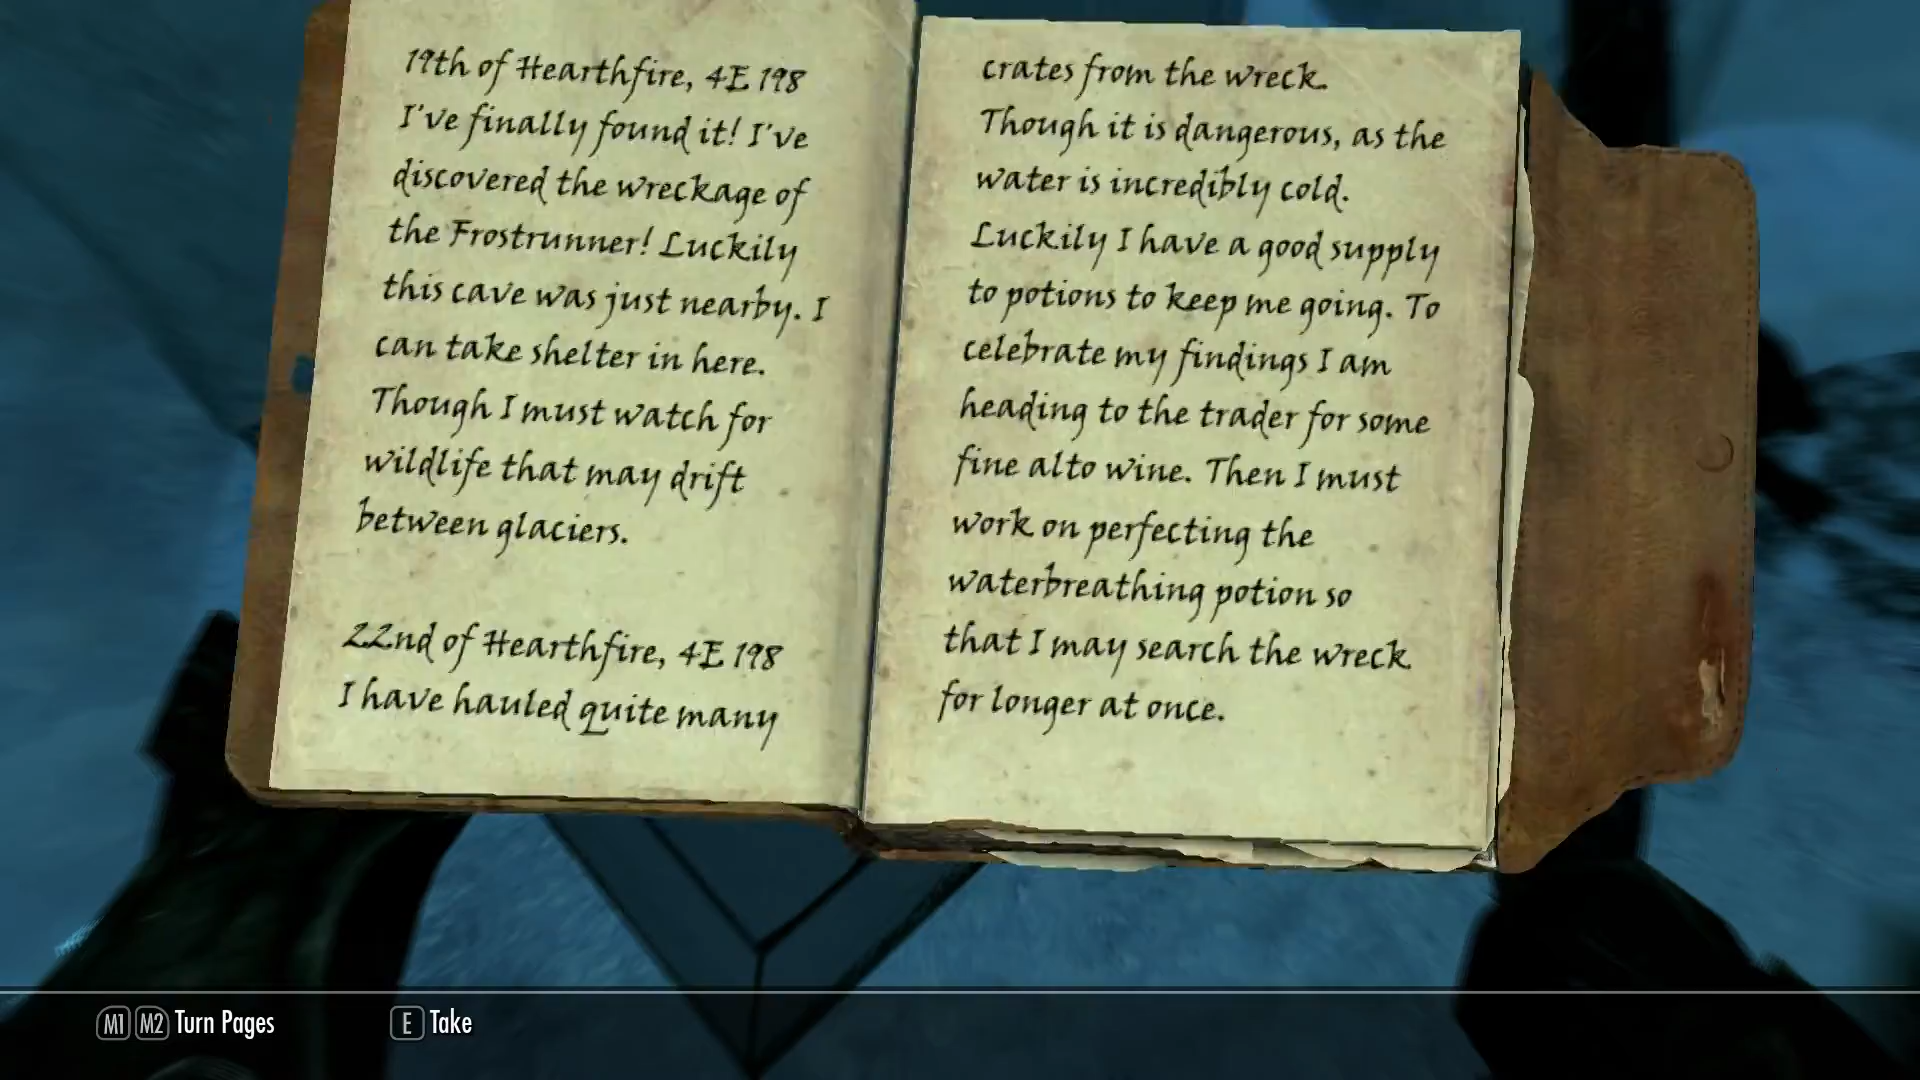 19th of Hearthfire, 4E 198
I've finally found it! I've
discovered the wreckage of
the Frostrunner! Luckily
this cave was just nearby. I
can take shelter in here.
Though I must watch for
wildlife that may drift
between glaciers.
22nd of Hearthfire, 4E 198
I have hauled quite many
crates from the wreck.
Though it is dangerous, as the
water is incredibly cold.
Luckily I have a good supply
to potions to keep me going. To
celebrate my findings I am
heading to the trader for some
fine alto wine. Then I must
work on perfecting the
waterbreathing potion so
that I may search the wreck
for longer at once.
M1 M2 Turn Pages
E Take